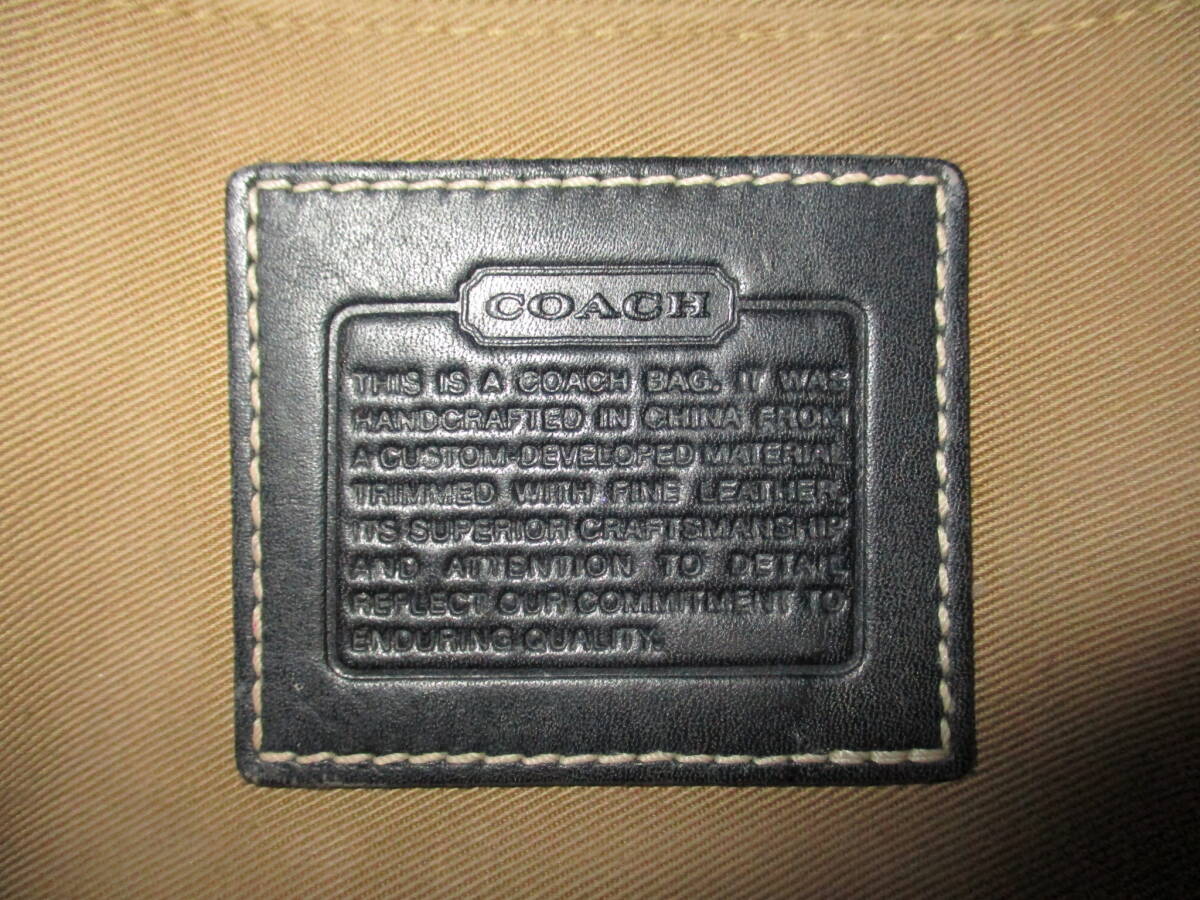 COACH
THIS IS A COACH BAG. IT WAS
HANDCRAFTED IN CHINA FROM
A CUSTOM-DEVELOPED MATERIAL
TRIMMED WITH FINE LEATHER.
ITS SUPERIOR CRAFTSMANSHIP
AND ATTENTION TO DETAIL
REFLECT OUR COMMITMENT TO
ENDURING QUALITY.